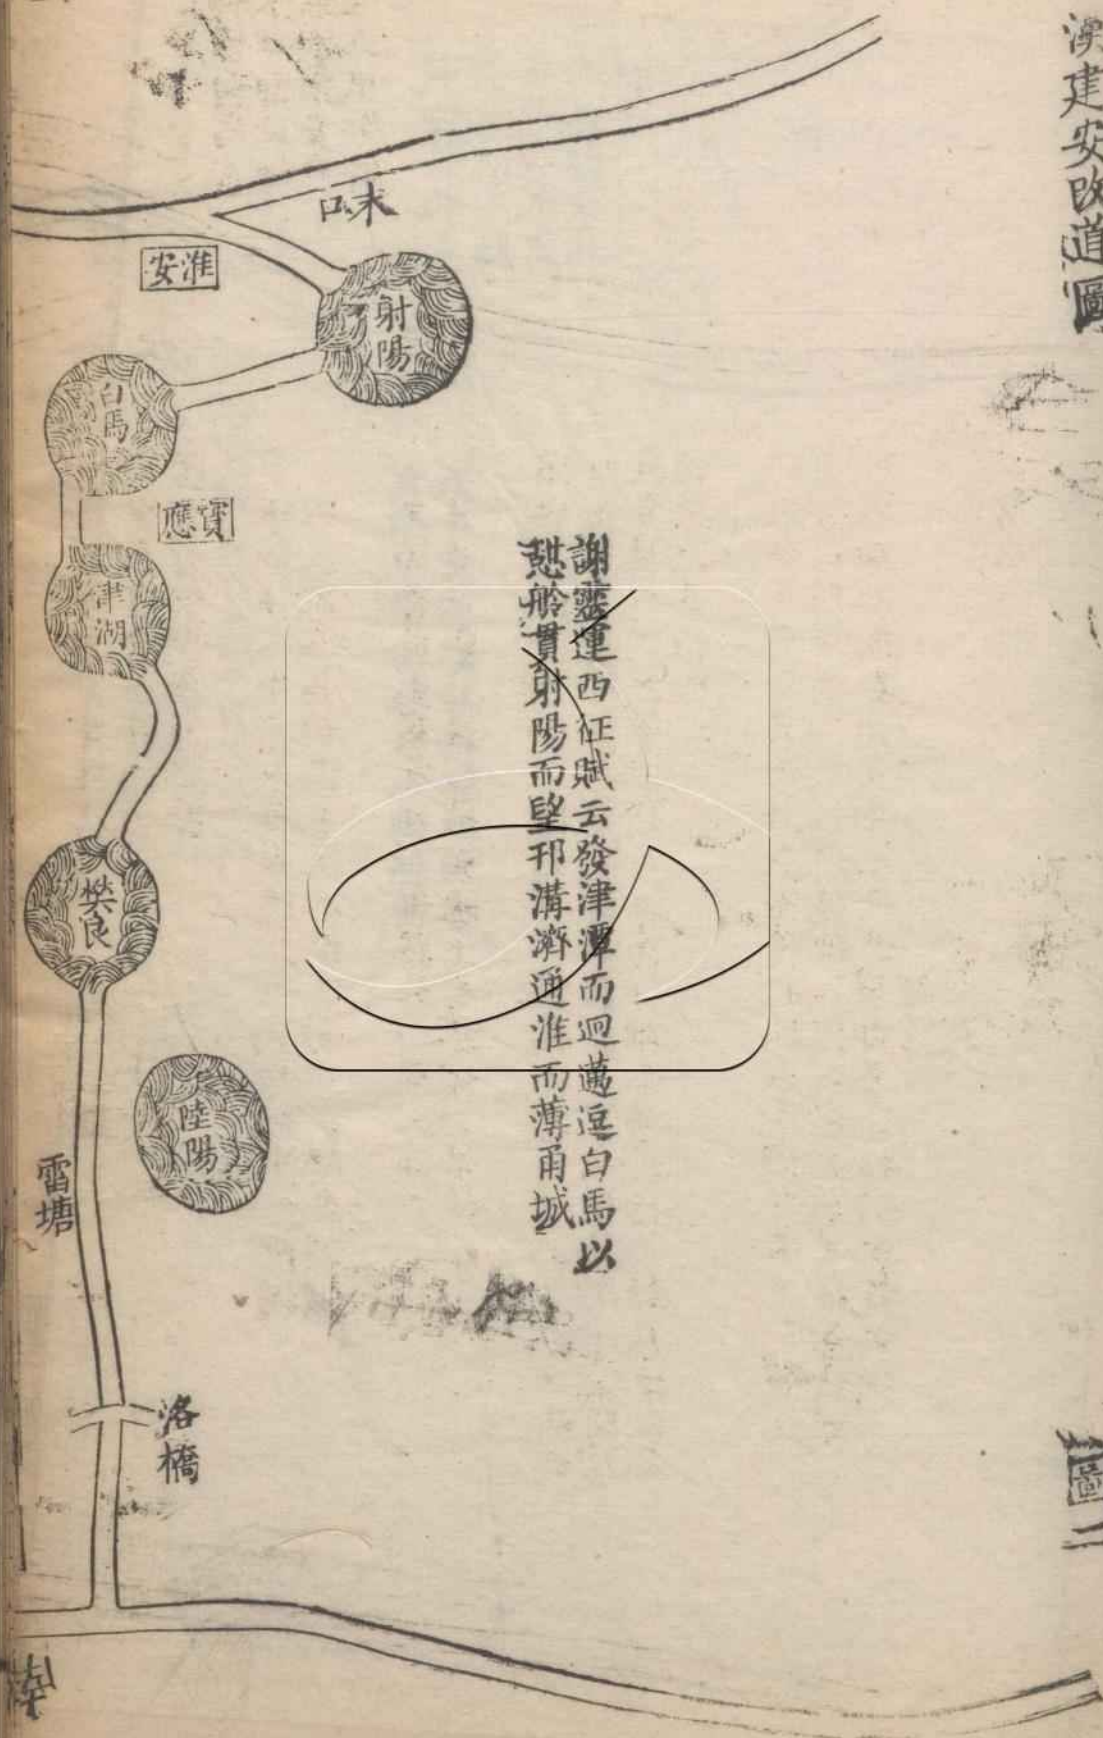 漢建安改道圖
圖二
末口
淮安
射陽
白馬
寶應
津湖
謝靈運西征賦云發津潭而迴邁逗白馬以
憇舲貫射陽而望邗溝濟通淮而薄甬城
樊良
陸陽
雷塘
洛橋